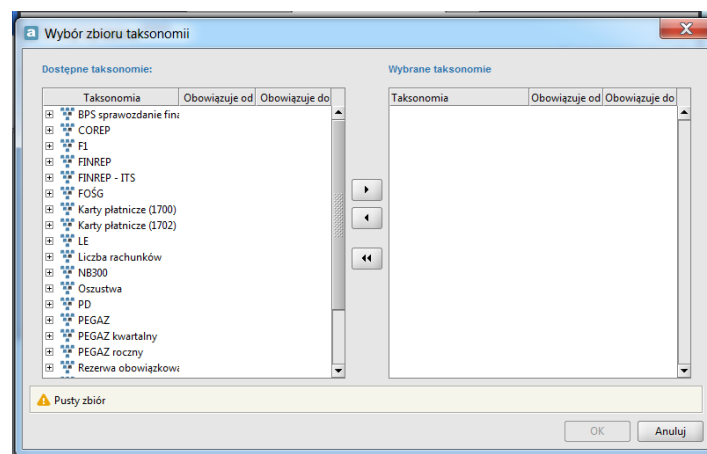 a Wybór zbioru taksonomii
Dostępne taksonomie:
Wybrane taksonomie
Taksonomia Obowiązuje od Obowiązuje do
Taksonomia Obowiązuje od Obowiązuje do
BPS sprawozdanie fina
COREP
F1
FINREP
FINREP - ITS
FOŚG
Karty płatnicze (1700)
Karty płatnicze (1702)
LE
Liczba rachunków
NB300
Oszustwa
PD
PEGAZ
PEGAZ kwartalny
PEGAZ roczny
Rezerwa obowiązkowa
Pusty zbiór
OK Anuluj